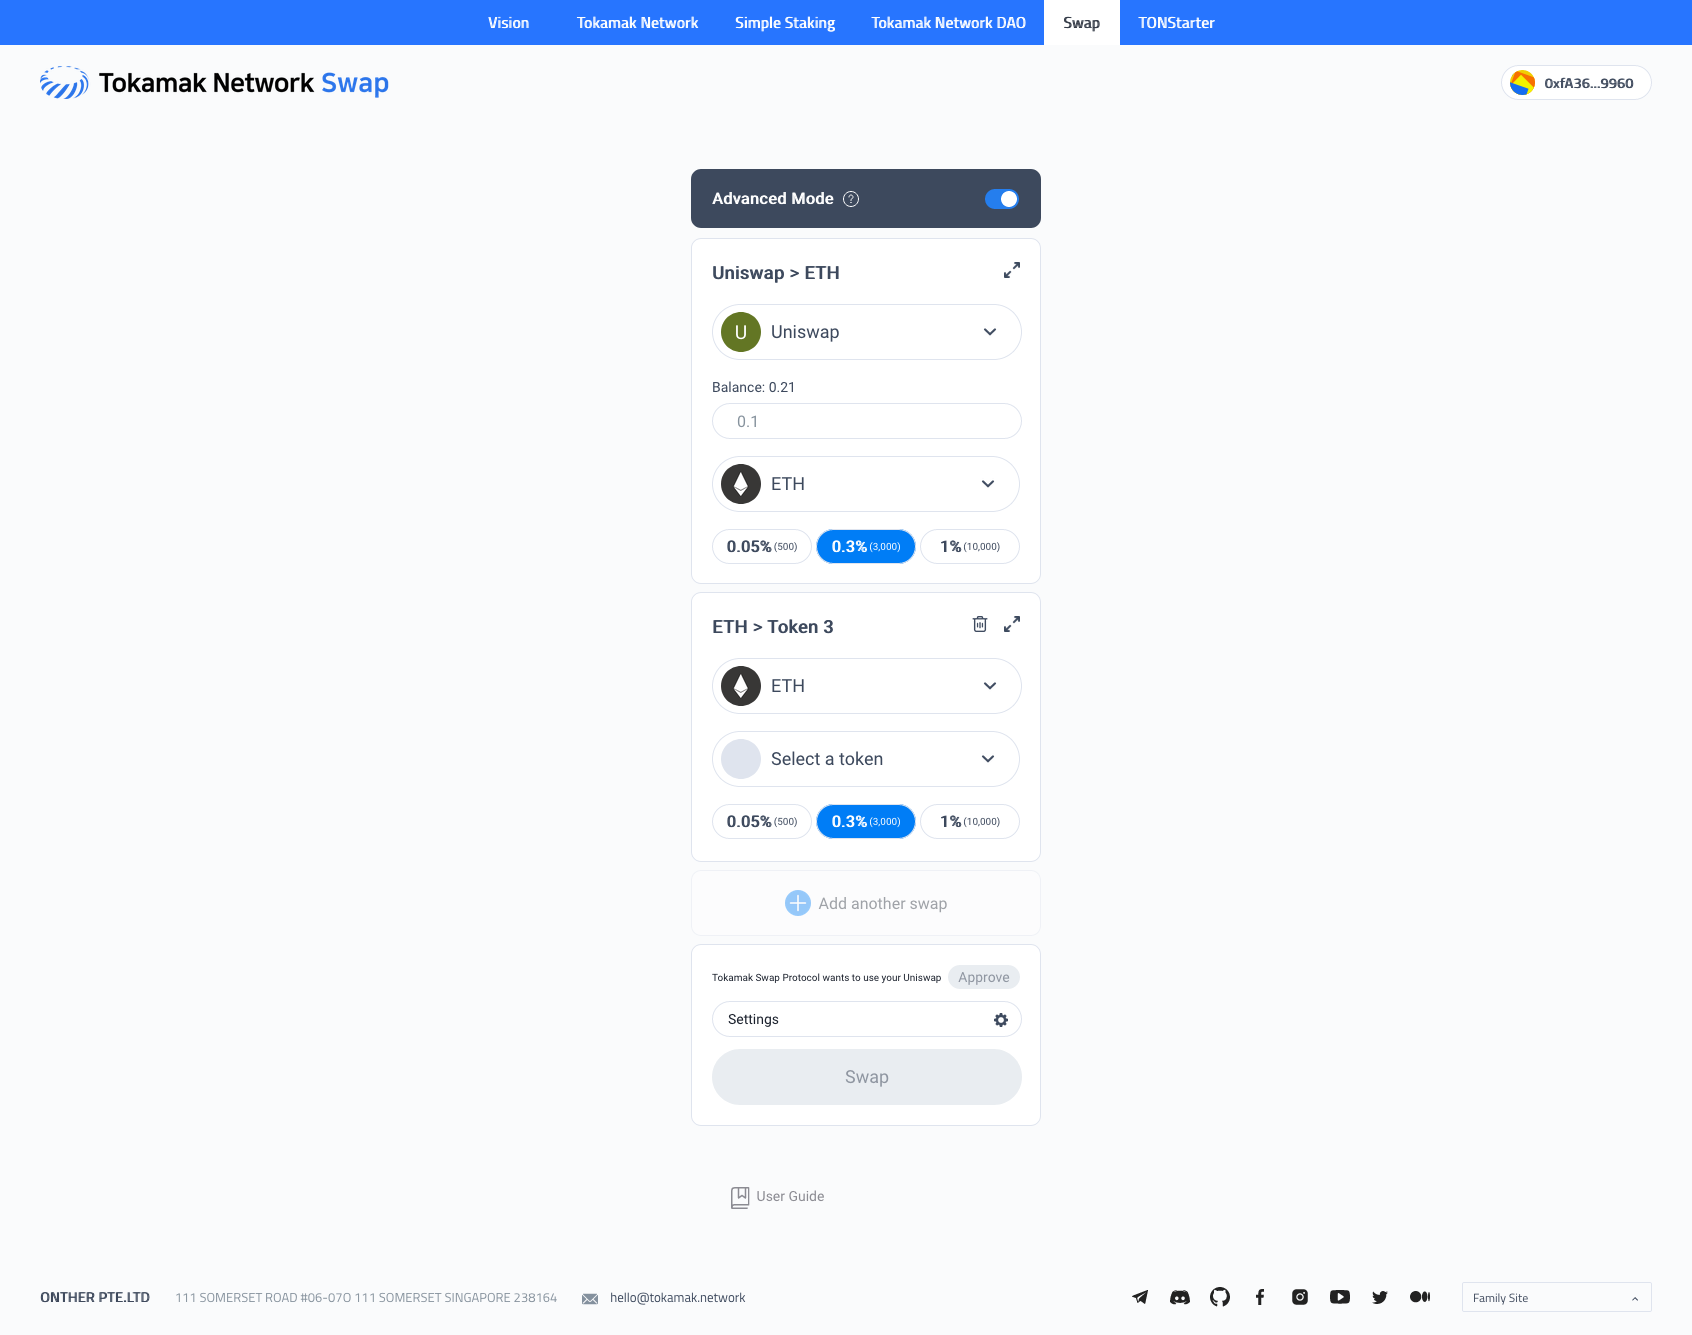 Vision Tokamak Network Simple Staking Tokamak Network DAO Swap TONStarter
Tokamak Network Swap
0xfA36...9960
Advanced Mode ?
Uniswap > ETH
U Uniswap
Balance: 0.21
0.1
ETH
0.05% (500) 0.3% (3,000) 1% (10,000)
ETH > Token 3
ETH
Select a token
0.05% (500) 0.3% (3,000) 1% (10,000)
Add another swap
Tokamak Swap Protocol wants to use your Uniswap Approve
Settings
Swap
User Guide
ONTHER PTE.LTD 111 SOMERSET ROAD #06-07O 111 SOMERSET SINGAPORE 238164 hello@tokamak.network Family Site